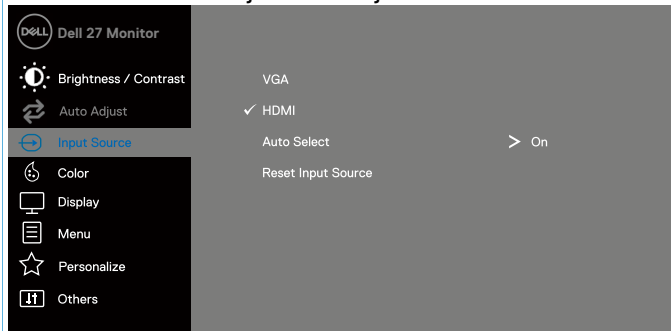 DELL Dell 27 Monitor
Brightness / Contrast
VGA
Auto Adjust
✓ HDMI
Input Source
Auto Select > On
Color
Reset Input Source
Display
Menu
Personalize
Others